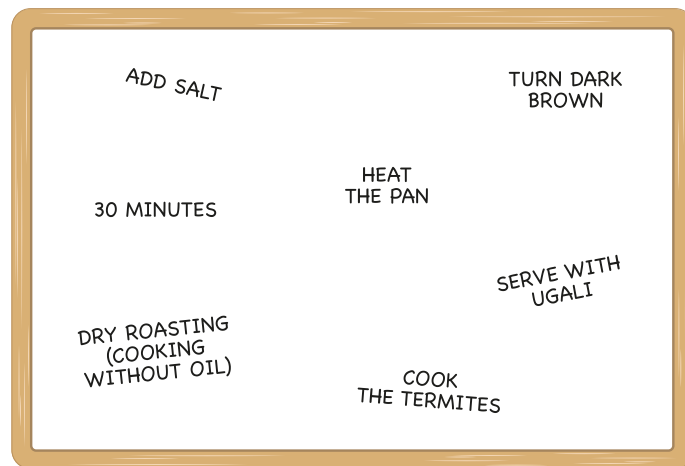 ADD SALT
TURN DARK
BROWN
HEAT
THE PAN
30 MINUTES
SERVE WITH
UGALI
DRY ROASTING
(COOKING
WITHOUT OIL)
COOK
THE TERMITES